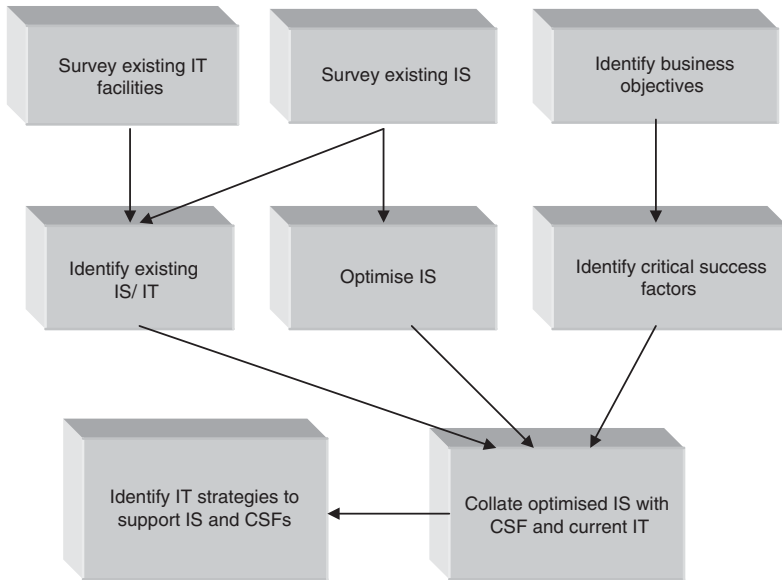 Survey existing IT
facilities
Survey existing IS
Identify business
objectives
Identify existing
IS/ IT
Optimise IS
Identify critical success
factors
Identify IT strategies to
support IS and CSFs
Collate optimised IS with
CSF and current IT